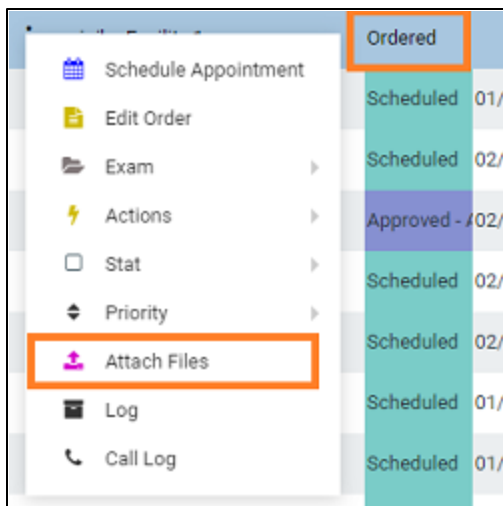 Ordered
Schedule Appointment
Scheduled 01/
Edit Order
Scheduled 02/
Exam
Actions
Approved - A02/
Stat
Scheduled 02/
Priority
Scheduled 02/
Attach Files
Log
Scheduled 01/
Call Log
Scheduled 01/